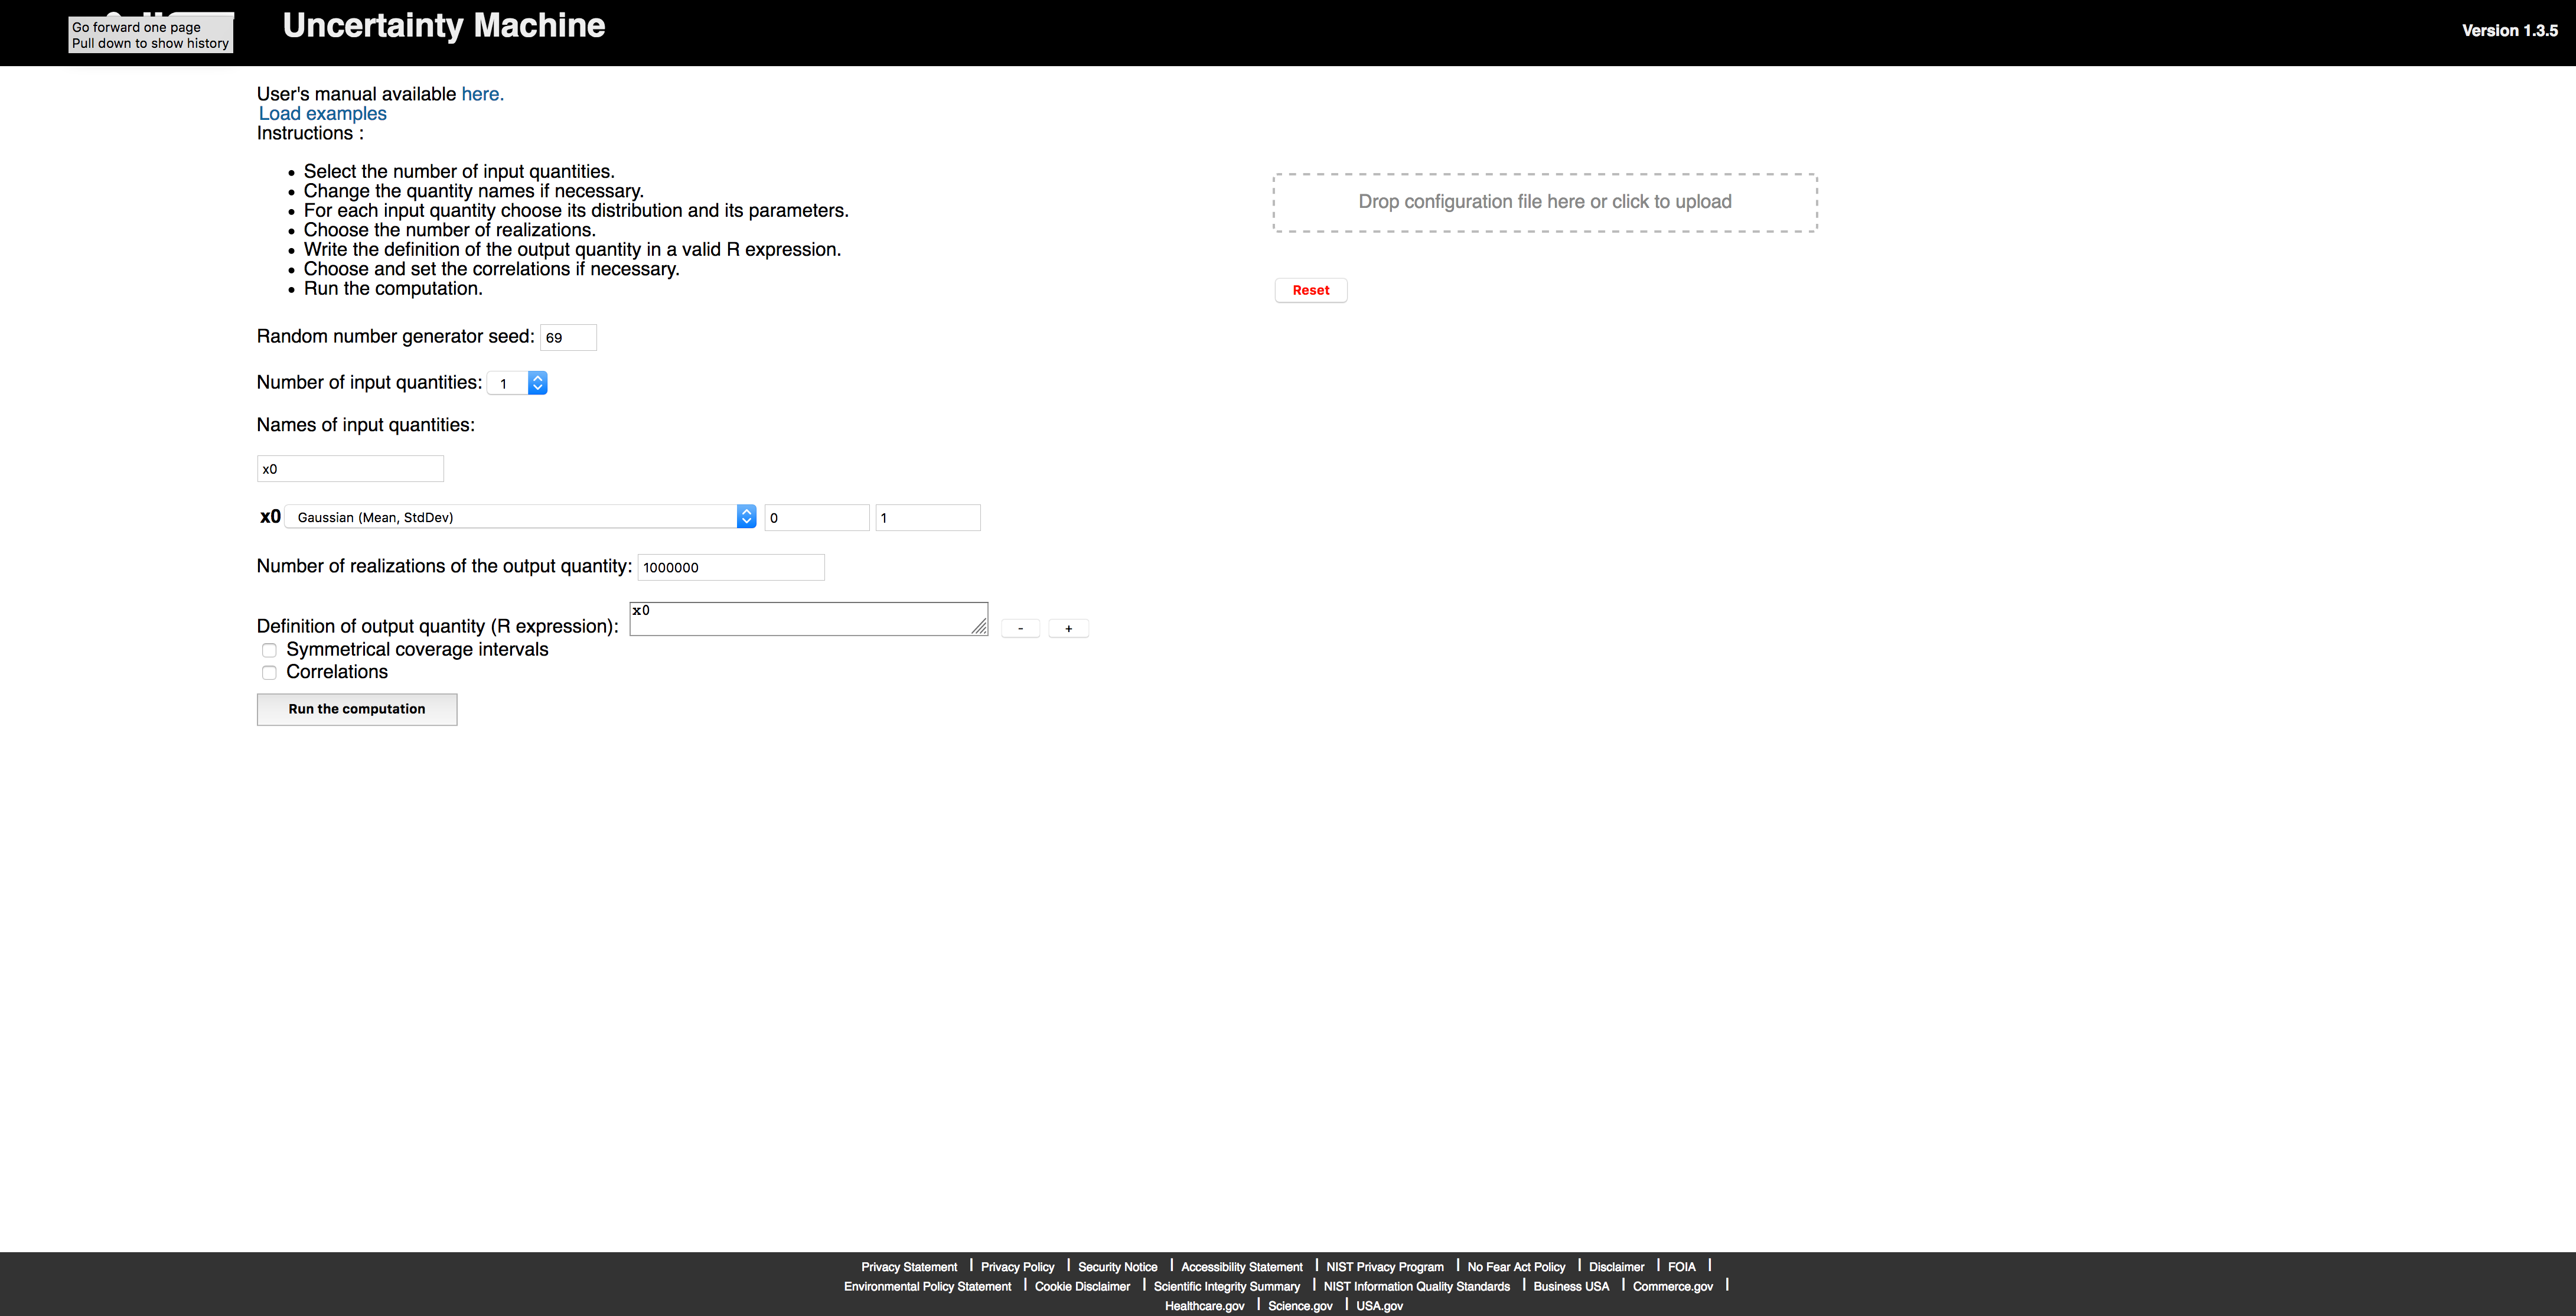 Go forward one page
Pull down to show history
Uncertainty Machine
Version 1.3.5
User's manual available here.
Load examples
Instructions :
Select the number of input quantities.
Change the quantity names if necessary.
For each input quantity choose its distribution and its parameters.
Choose the number of realizations.
Write the definition of the output quantity in a valid R expression.
Choose and set the correlations if necessary.
Run the computation.
Drop configuration file here or click to upload
Reset
Random number generator seed: 69
Number of input quantities: 1
Names of input quantities:
x0
x0 Gaussian (Mean, StdDev) 0 1
Number of realizations of the output quantity: 1000000
Definition of output quantity (R expression): x0 - +
Symmetrical coverage intervals
Correlations
Run the computation
Privacy Statement | Privacy Policy | Security Notice | Accessibility Statement | NIST Privacy Program | No Fear Act Policy | Disclaimer | FOIA |
Environmental Policy Statement | Cookie Disclaimer | Scientific Integrity Summary | NIST Information Quality Standards | Business USA | Commerce.gov |
Healthcare.gov | Science.gov | USA.gov